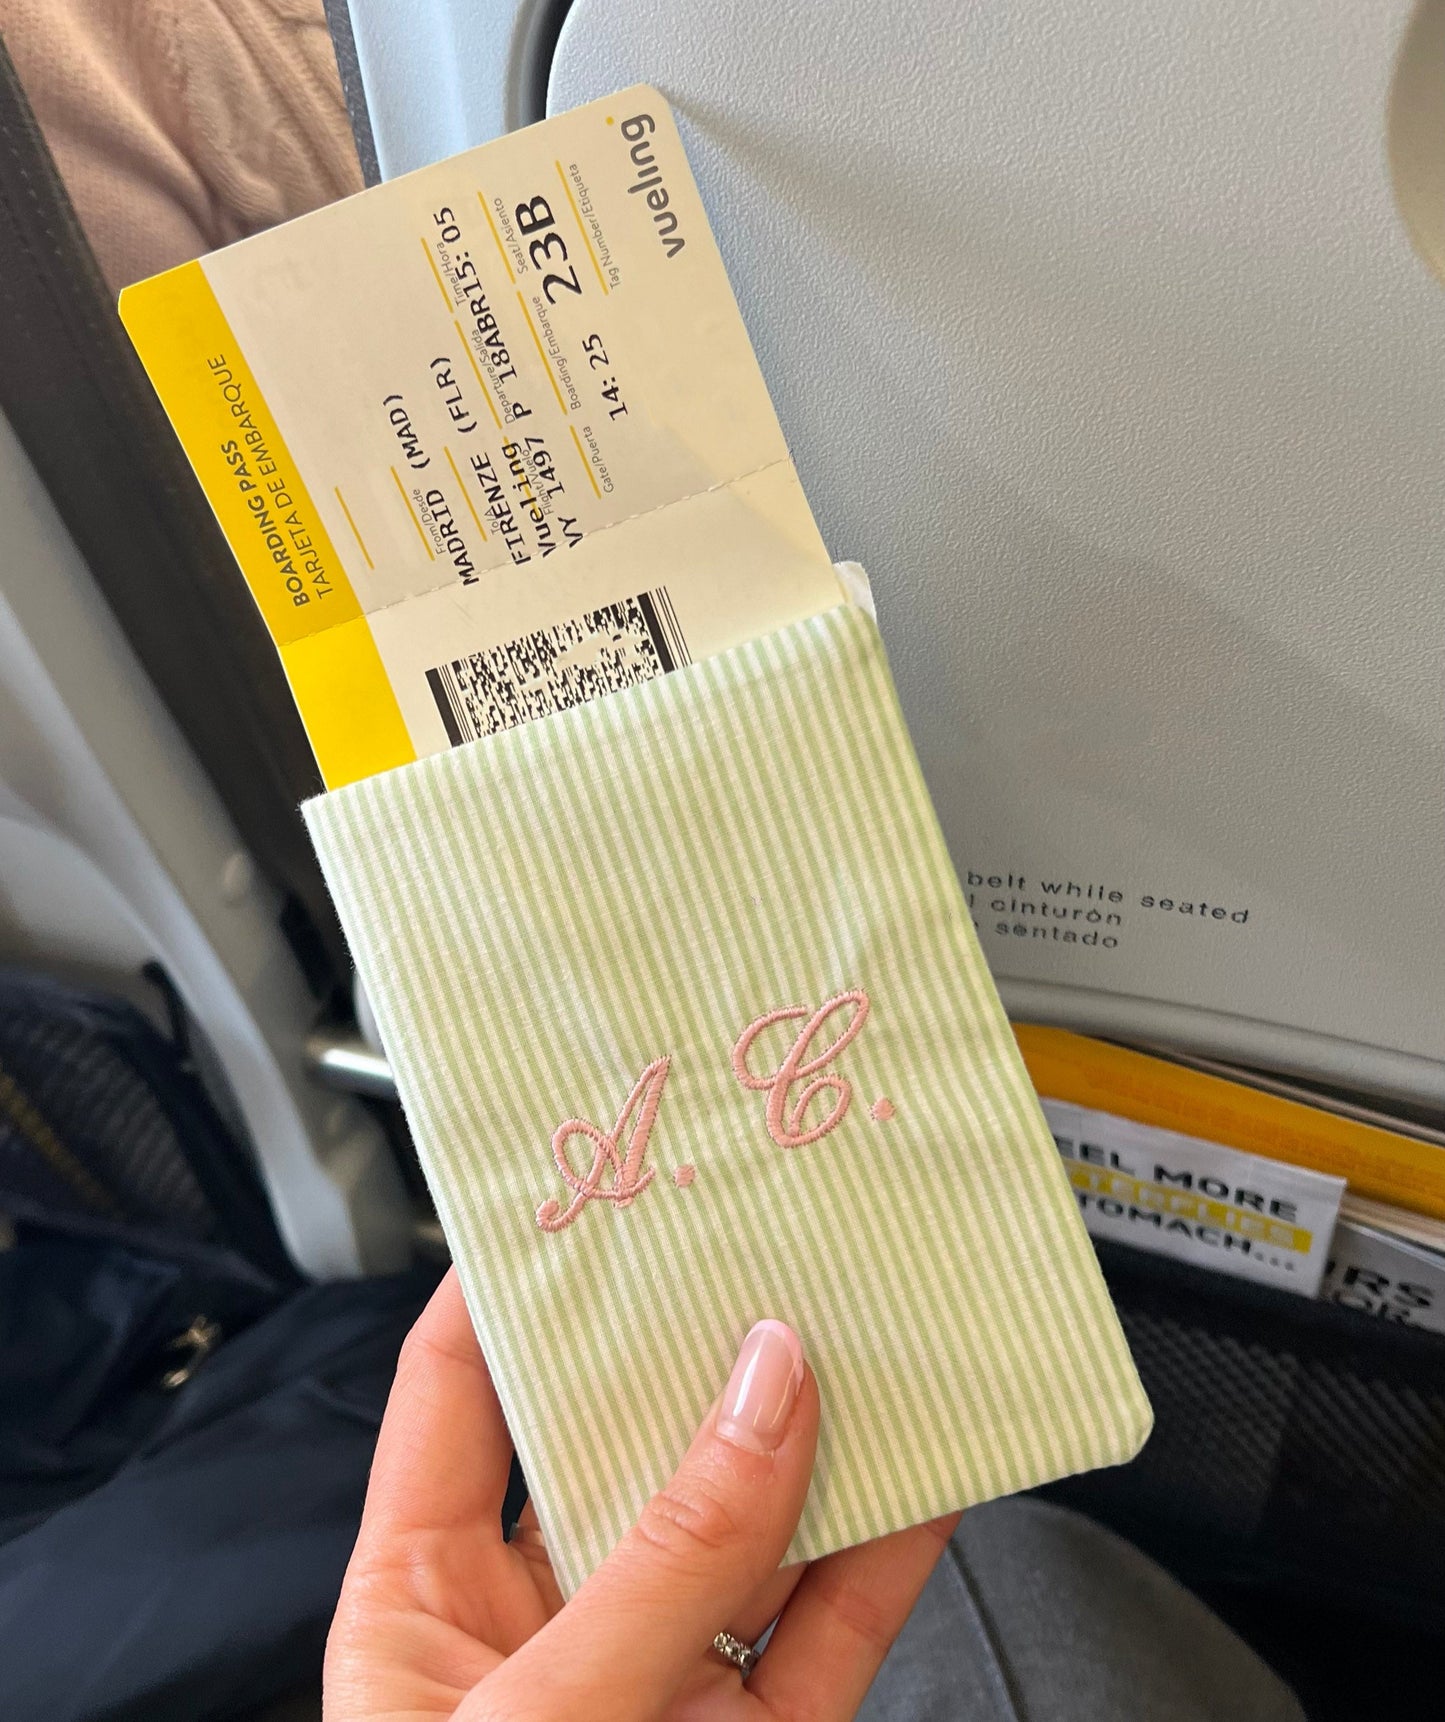 BOARDING PASS
TARJETA DE EMBARQUE
From/Desde
MADRID (MAD)
To/A
FIRENZE (FLR)
Flight/Vuelo Departure/Salida Time/Hora
Vueling
VY 1497 P 18ABR 15:05
Gate/Puerta Boarding/Embarque Seat/Asiento
14:25 23B
Tag Number/Etiqueta
vueling
A. C.
belt while seated
cinturón
sentado
EEL MORE
TERFLIES
TOMACH...